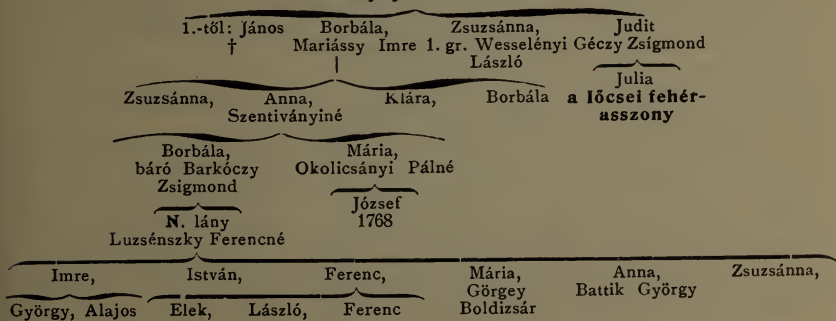 1.-től: János Borbála, Zsuzsánna, Judit
† Mariássy Imre 1. gr. Wesselényi Géczy Zsigmond
László
Julia
Zsuzsánna, Anna, Klára, Borbála a lőcsei fehér-
Szentiványiné asszony
Borbála, Mária,
báró Barkóczy Okolicsányi Pálné
Zsigmond
József
N. lány 1768
Luzsénszky Ferencné
Imre, István, Ferenc, Mária, Anna, Zsuzsánna,
Görgey Battik György
György, Alajos Elek, László, Ferenc Boldizsár